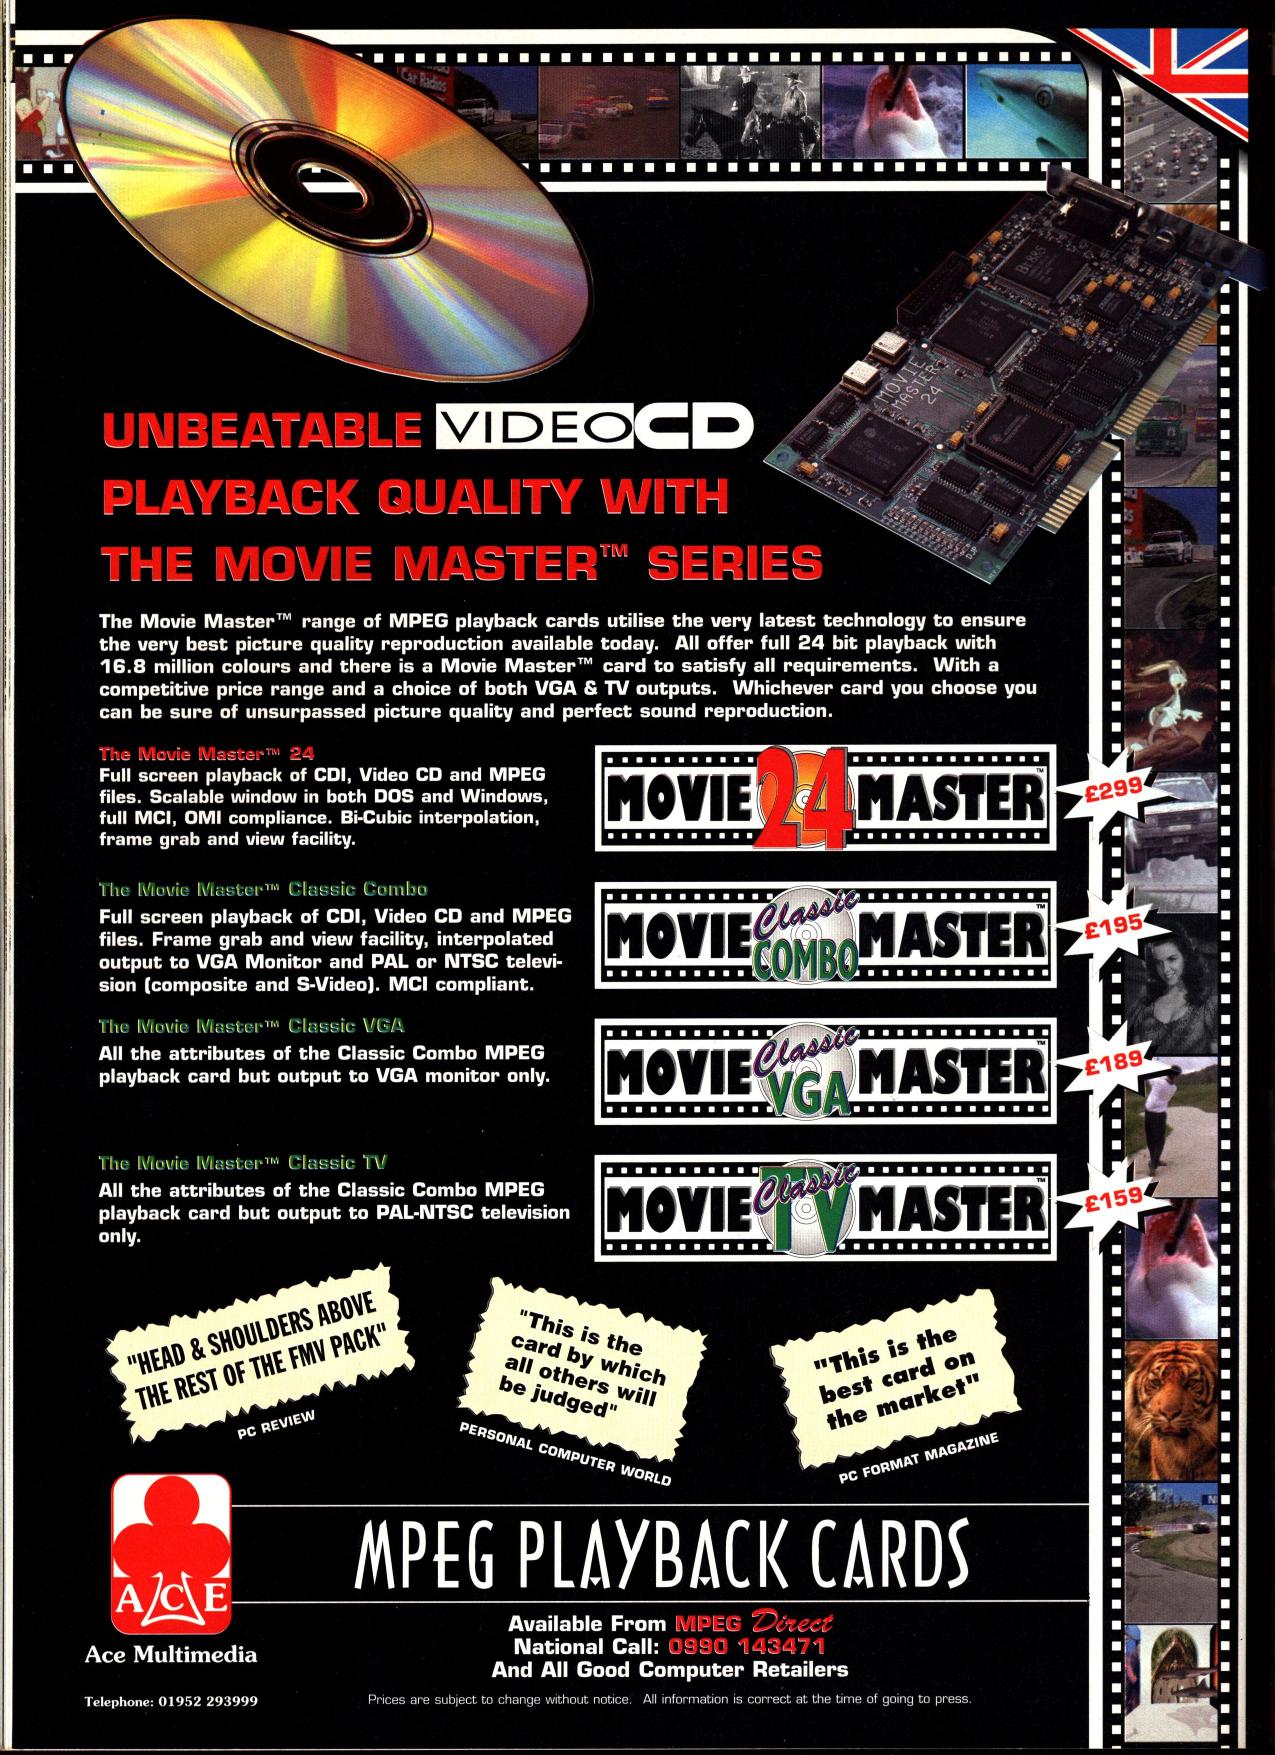 Car Radios
UNBEATABLE VIDEO CD
PLAYBACK QUALITY WITH
THE MOVIE MASTER™ SERIES
MOVIE
MASTER
24
The Movie Master™ range of MPEG playback cards utilise the very latest technology to ensure
the very best picture quality reproduction available today. All offer full 24 bit playback with
16.8 million colours and there is a Movie Master™ card to satisfy all requirements. With a
competitive price range and a choice of both VGA & TV outputs. Whichever card you choose you
can be sure of unsurpassed picture quality and perfect sound reproduction.
The Movie Master™ 24
Full screen playback of CDI, Video CD and MPEG
files. Scalable window in both DOS and Windows,
full MCI, OMI compliance. Bi-Cubic interpolation,
frame grab and view facility.
MOVIE 24 MASTER™
£299
The Movie Master™ Classic Combo
Full screen playback of CDI, Video CD and MPEG
files. Frame grab and view facility, interpolated
output to VGA Monitor and PAL or NTSC televi-
sion (composite and S-Video). MCI compliant.
MOVIE Classic COMBO MASTER™
£195
The Movie Master™ Classic VGA
All the attributes of the Classic Combo MPEG
playback card but output to VGA monitor only.
MOVIE Classic VGA MASTER™
£189
The Movie Master™ Classic TV
All the attributes of the Classic Combo MPEG
playback card but output to PAL-NTSC television
only.
MOVIE Classic TV MASTER™
£159
"HEAD & SHOULDERS ABOVE
THE REST OF THE FMV PACK"
PC REVIEW
"This is the
card by which
all others will
be judged"
PERSONAL COMPUTER WORLD
"This is the
best card on
the market"
PC FORMAT MAGAZINE
ACE
Ace Multimedia
Telephone: 01952 293999
MPEG PLAYBACK CARDS
Available From MPEG Direct
National Call: 0990 143471
And All Good Computer Retailers
Prices are subject to change without notice. All information is correct at the time of going to press.